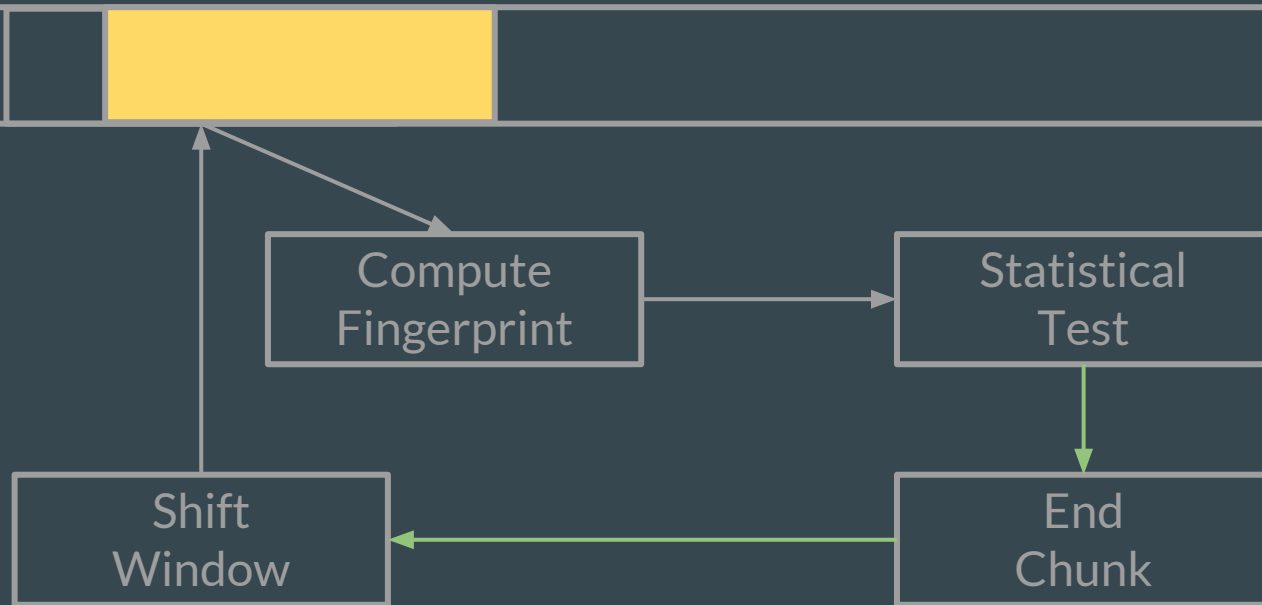 Compute
Fingerprint
Statistical
Test
Shift
Window
End
Chunk